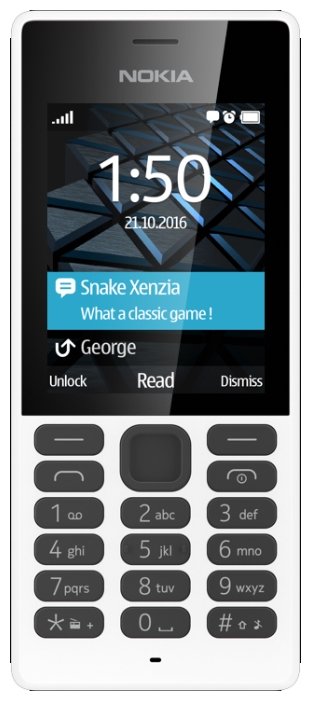 NOKIA
1:50
21.10.2016
Snake Xenzia
What a classic game !
George
Unlock Read Dismiss
1 2 abc 3 def
4 ghi 5 jkl 6 mno
7 pqrs 8 tuv 9 wxyz
* + 0 #